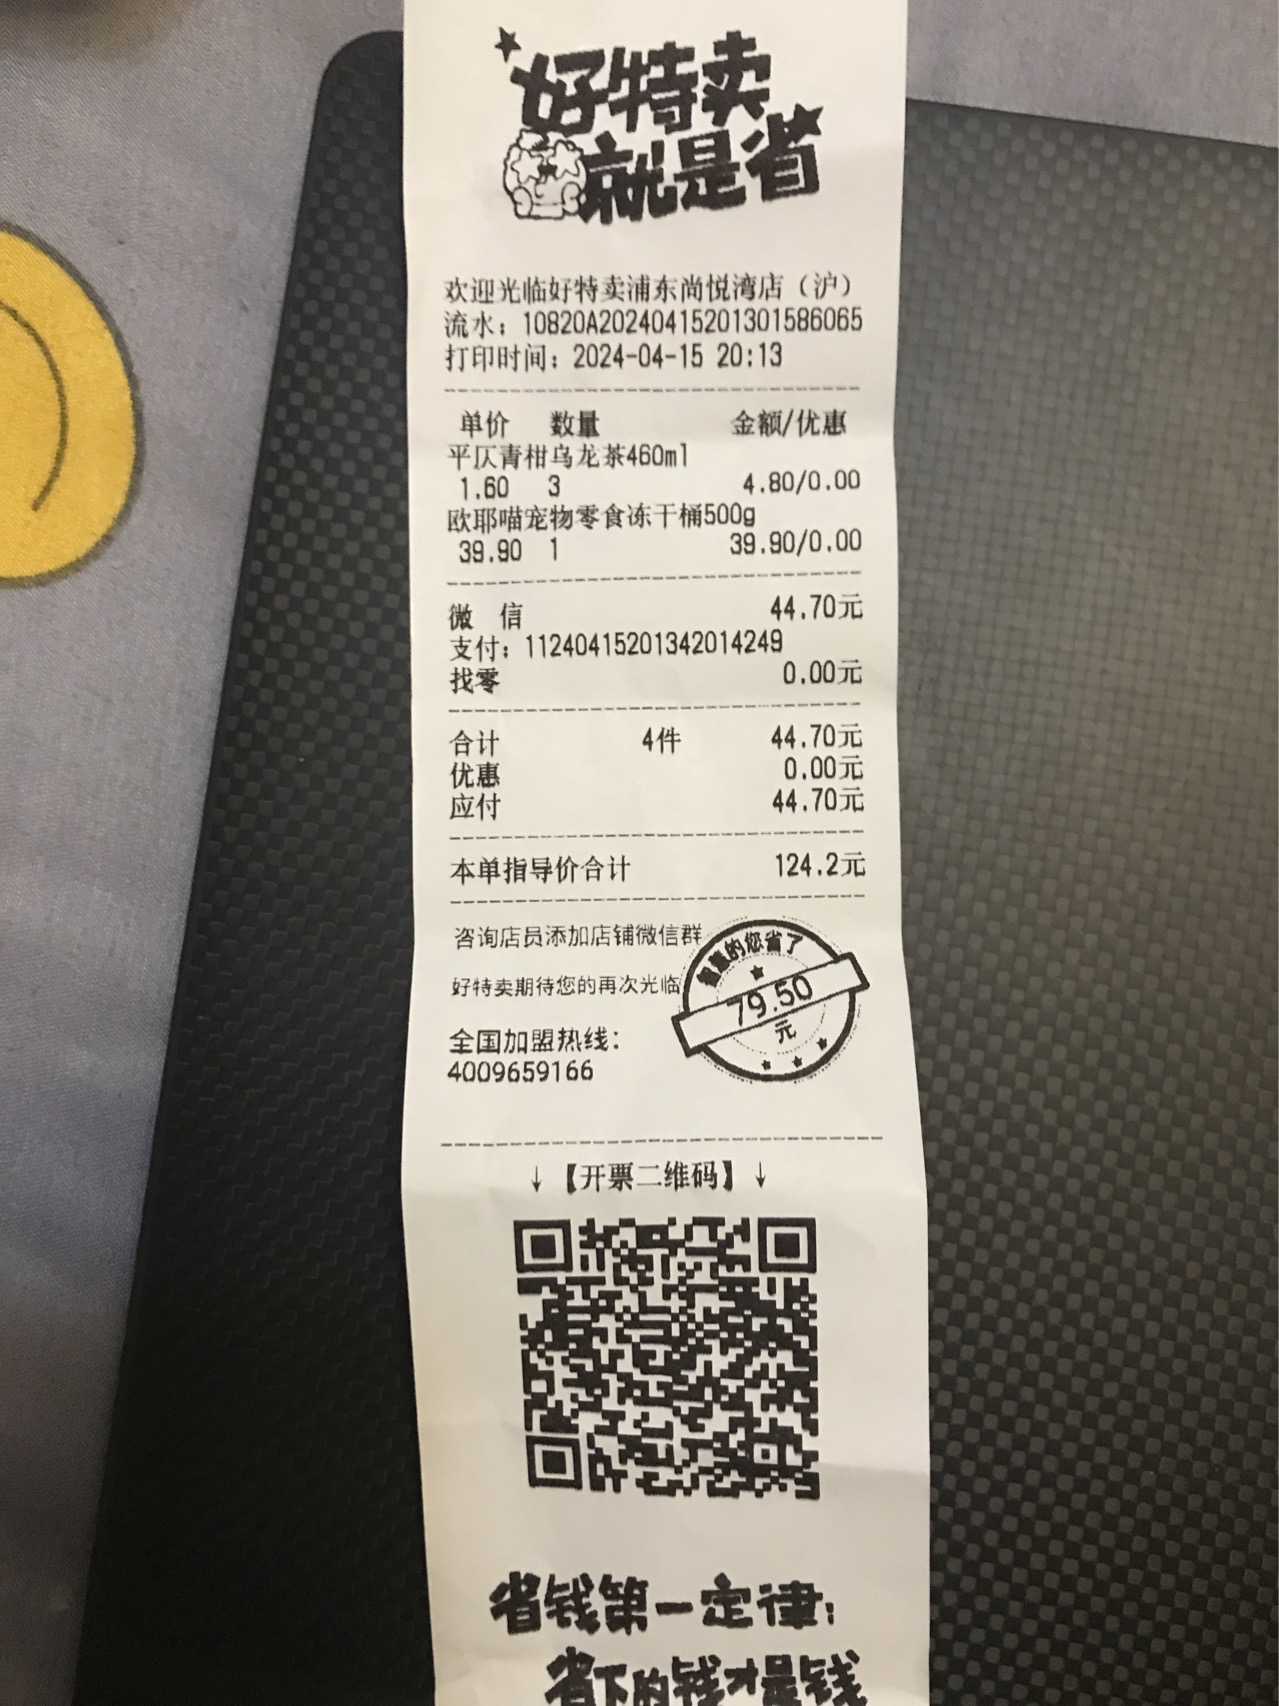 好特卖
就是省
欢迎光临好特卖浦东尚悦湾店（沪）
流水：10820A20240415201301586065
打印时间：2024-04-15 20:13
单价 数量 金额/优惠
平仄青柑乌龙茶460ml
1.60 3 4.80/0.00
欧耶喵宠物零食冻干桶500g
39.90 1 39.90/0.00
微 信 44.70元
支付：11240415201342014249
找零 0.00元
合计 4件 44.70元
优惠 0.00元
应付 44.70元
本单指导价合计 124.2元
咨询店员添加店铺微信群
好特卖期待您的再次光临
的您省了
79.50
元
全国加盟热线：
4009659166
↓【开票二维码】↓
省钱第一定律：
省下的钱才是钱